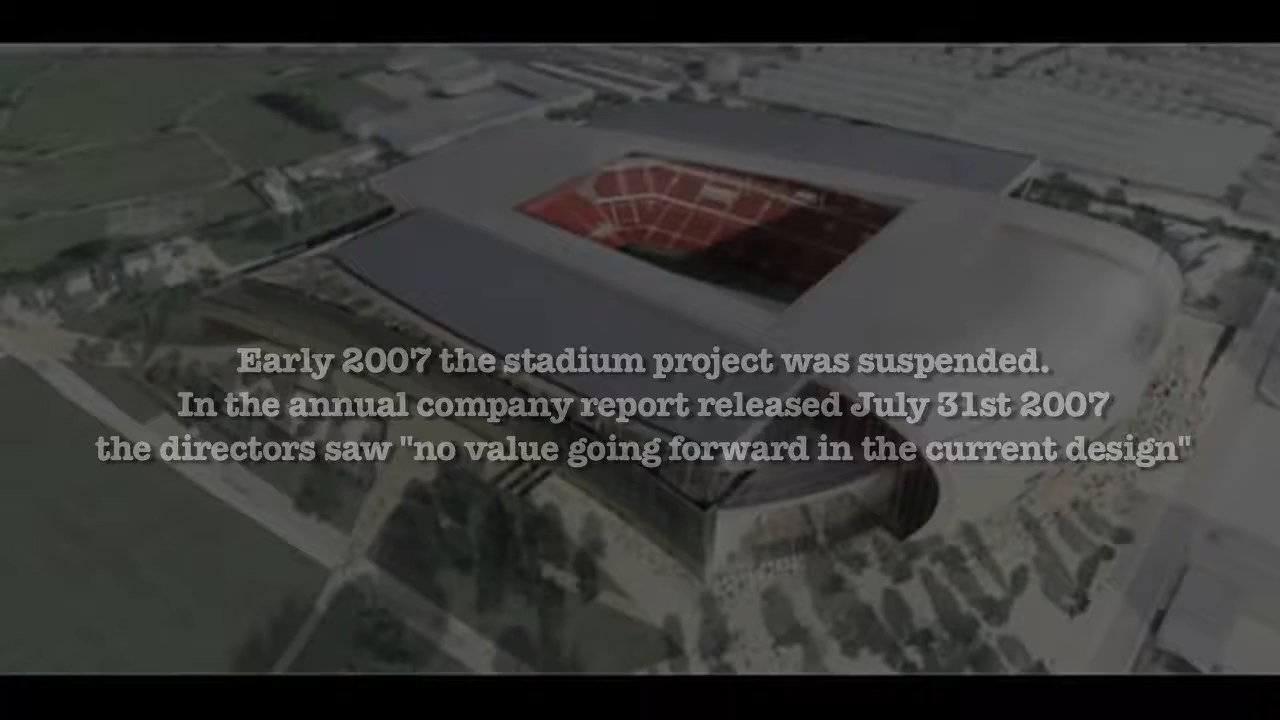 Early 2007 the stadium project was suspended.
In the annual company report released July 31st 2007
the directors saw "no value going forward in the current design"